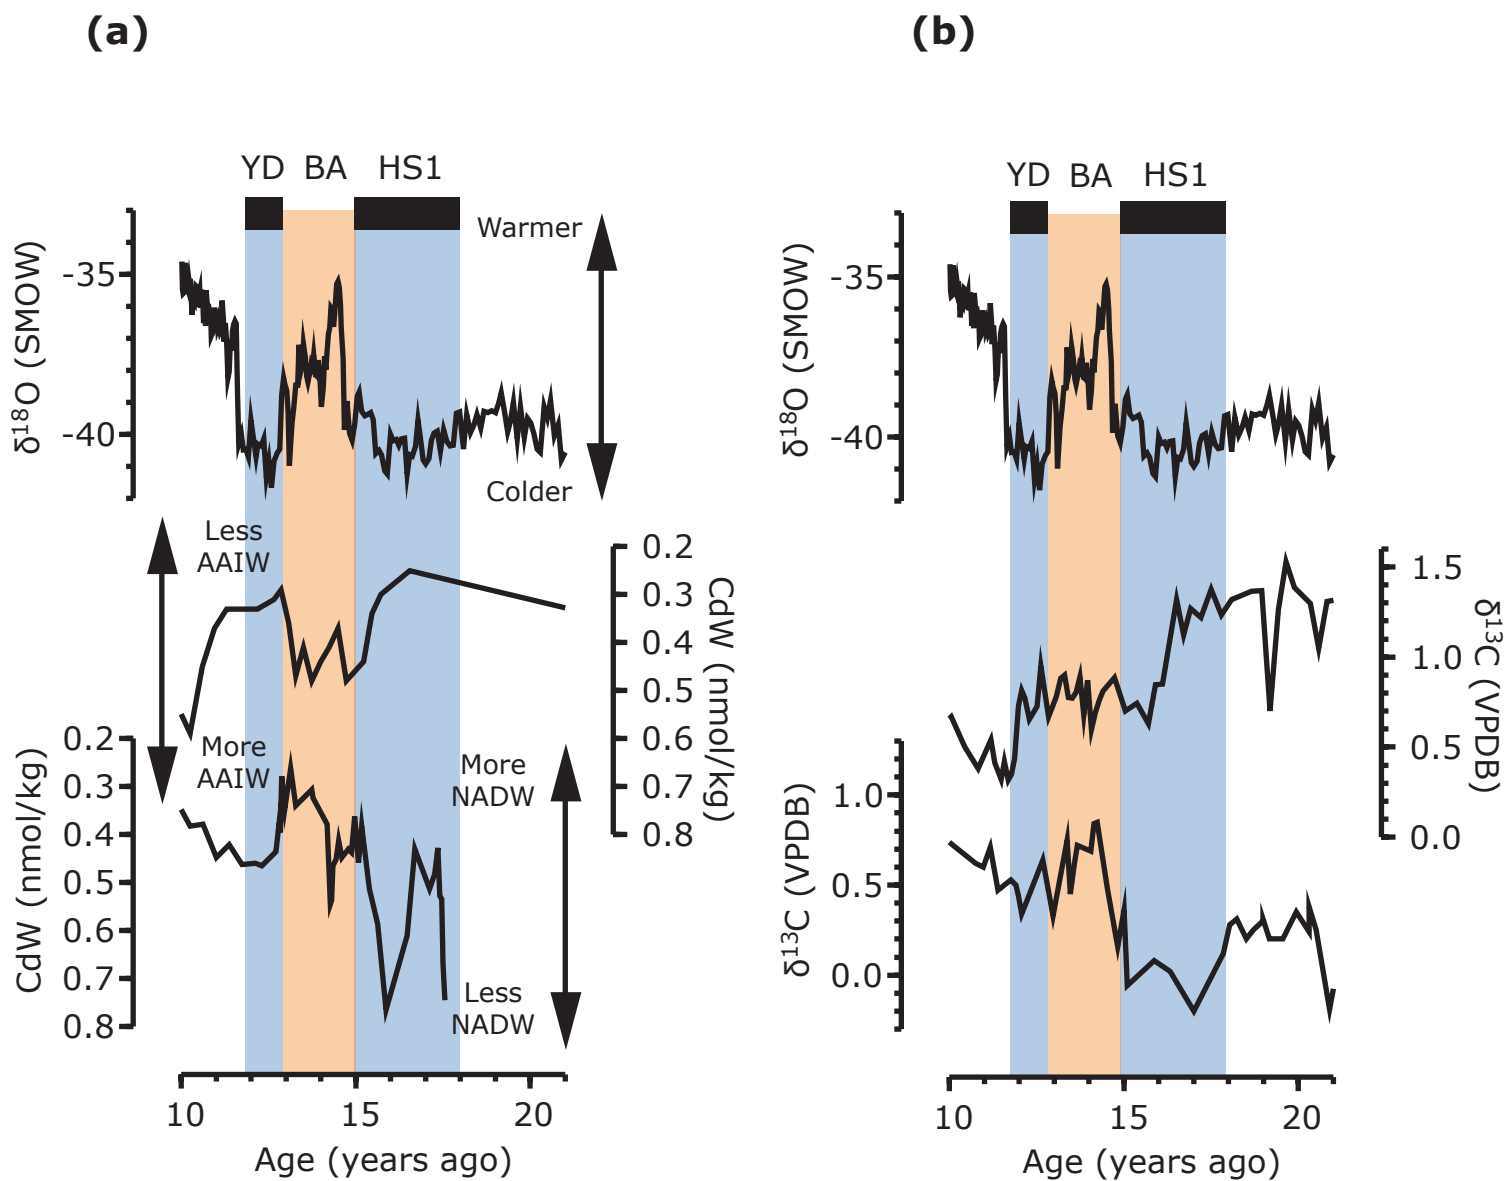 (a)
YD BA HS1
Warmer
Colder
δ18O (SMOW)
-35
-40
Less
AAIW
More
AAIW
0.2
0.3
0.4
0.5
0.6
0.7
0.8
CdW (nmol/kg)
0.2
0.3
0.4
0.5
0.6
0.7
0.8
CdW (nmol/kg)
More
NADW
Less
NADW
10 15 20
Age (years ago)
(b)
YD BA HS1
δ18O (SMOW)
-35
-40
1.5
1.0
0.5
0.0
δ13C (VPDB)
1.0
0.5
0.0
δ13C (VPDB)
10 15 20
Age (years ago)